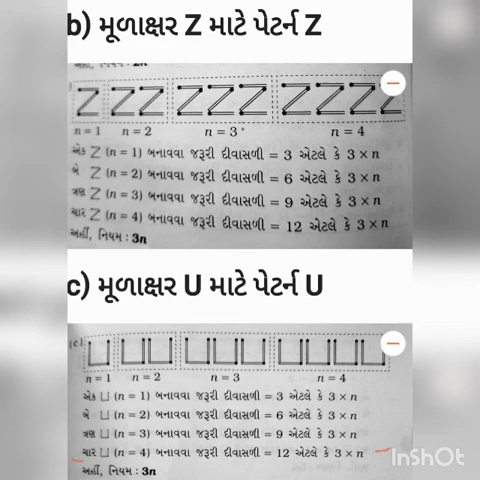 b) મૂળાક્ષર Z માટે પેટર્ન Z
n = 1 n = 2 n = 3 n = 4
એક Z (n = 1) બનાવવા જરૂરી દીવાસળી = 3 એટલે કે 3 × n
બે Z (n = 2) બનાવવા જરૂરી દીવાસળી = 6 એટલે કે 3 × n
ત્રણ Z (n = 3) બનાવવા જરૂરી દીવાસળી = 9 એટલે કે 3 × n
ચાર Z (n = 4) બનાવવા જરૂરી દીવાસળી = 12 એટલે કે 3 × n
અહીં, નિયમ : 3n
c) મૂળાક્ષર U માટે પેટર્ન U
(c)
n = 1 n = 2 n = 3 n = 4
એક ⊔ (n = 1) બનાવવા જરૂરી દીવાસળી = 3 એટલે કે 3 × n
બે ⊔ (n = 2) બનાવવા જરૂરી દીવાસળી = 6 એટલે કે 3 × n
ત્રણ ⊔ (n = 3) બનાવવા જરૂરી દીવાસળી = 9 એટલે કે 3 × n
ચાર ⊔ (n = 4) બનાવવા જરૂરી દીવાસળી = 12 એટલે કે 3 × n
અહીં, નિયમ : 3n
InShOt